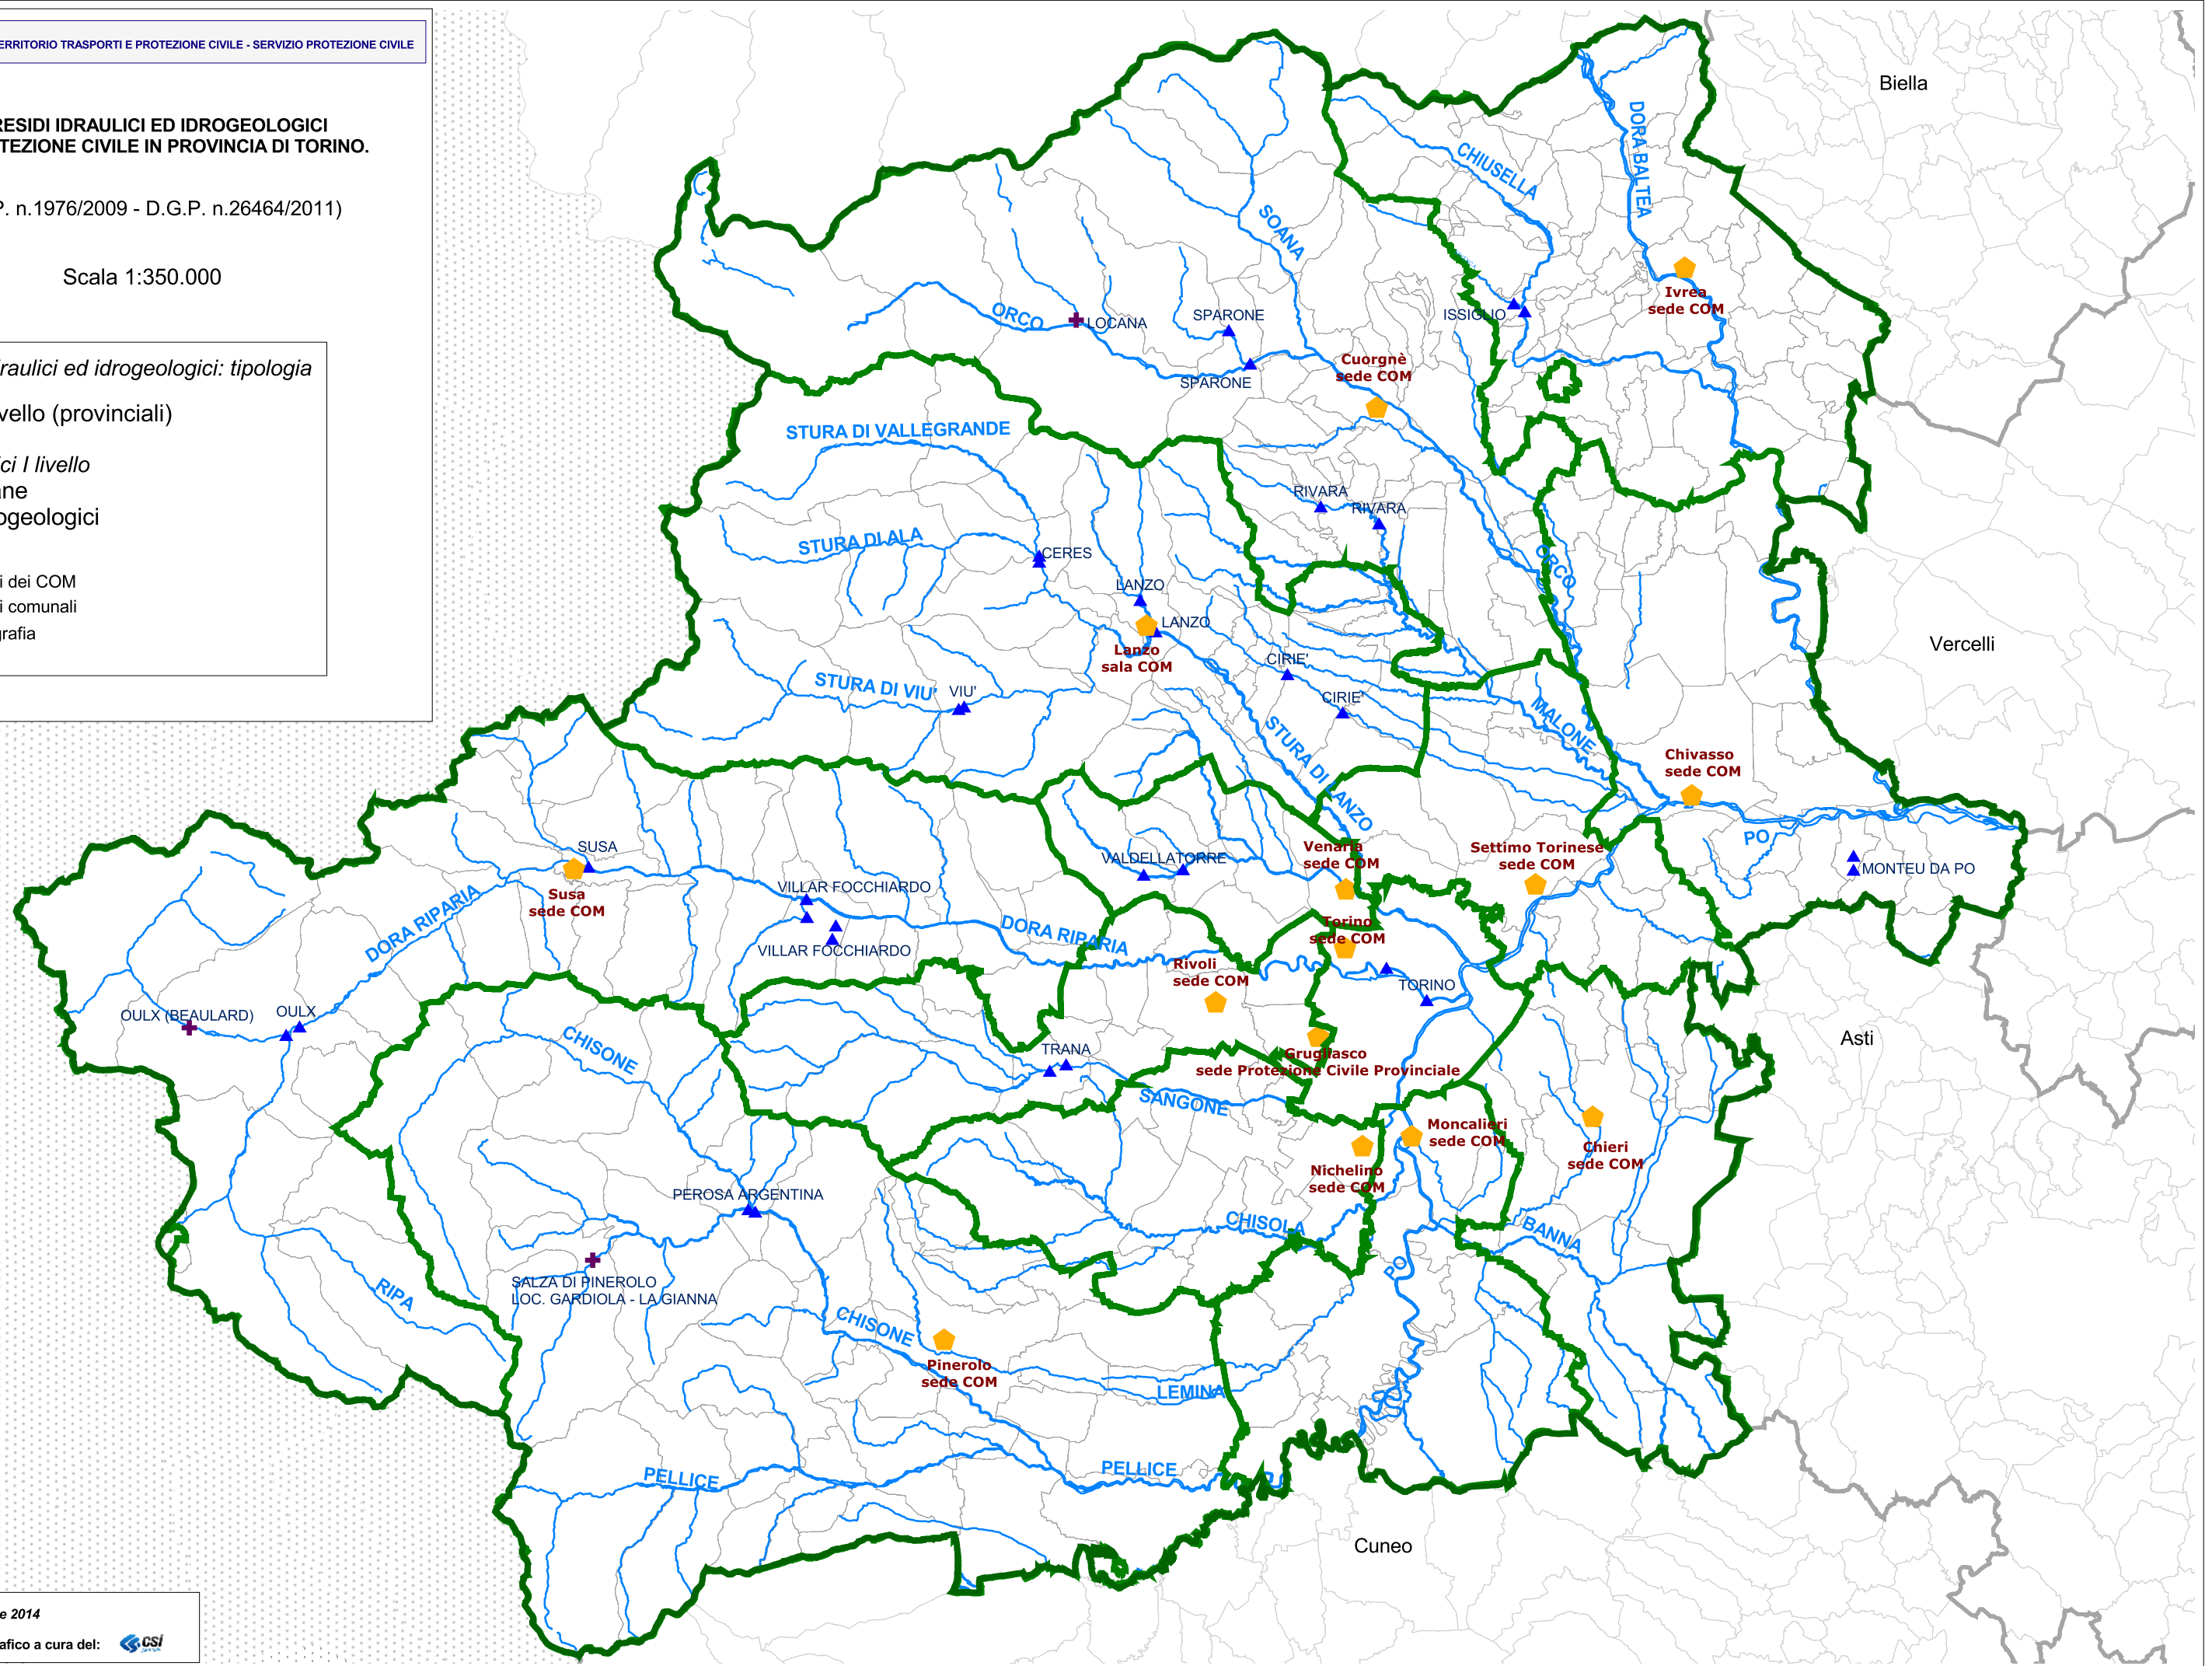 ERRITORIO TRASPORTI E PROTEZIONE CIVILE - SERVIZIO PROTEZIONE CIVILE
RESIDI IDRAULICI ED IDROGEOLOGICI
TEZIONE CIVILE IN PROVINCIA DI TORINO.
P. n.1976/2009 - D.G.P. n.26464/2011)
Scala 1:350.000
raulici ed idrogeologici: tipologia
vello (provinciali)
ici I livello
ane
ogeologici
i dei COM
i comunali
grafia
Biella
DORA BALTEA
CHIUSELLA
SOANA
Ivrea
sede COM
ISSIGLIO
ORCO
LOCANA
SPARONE
SPARONE
Cuorgnè
sede COM
STURA DI VALLEGRANDE
RIVARA
RIVARA
STURA DI ALA
CERES
ORCO
LANZO
LANZO
Lanzo
sala COM
Vercelli
CIRIE'
CIRIE'
STURA DI VIU'
VIU'
MALONE
STURA DI LANZO
Chivasso
sede COM
PO
MONTEU DA PO
SUSA
Susa
sede COM
VALDELLATORRE
Venaria
sede COM
Settimo Torinese
sede COM
VILLAR FOCCHIARDO
VILLAR FOCCHIARDO
DORA RIPARIA
DORA RIPARIA
Torino
sede COM
Rivoli
sede COM
TORINO
OULX (BEAULARD)
OULX
CHISONE
TRANA
Grugliasco
sede Protezione Civile Provinciale
Asti
SANGONE
Moncalieri
sede COM
Chieri
sede COM
Nichelino
sede COM
PEROSA ARGENTINA
CHISOLA
BANNA
PO
SALZA DI PINEROLO
LOC. GARDIOLA - LA GIANNA
RIPA
CHISONE
Pinerolo
sede COM
LEMINA
PELLICE
PELLICE
Cuneo
e 2014
afico a cura del:
csi